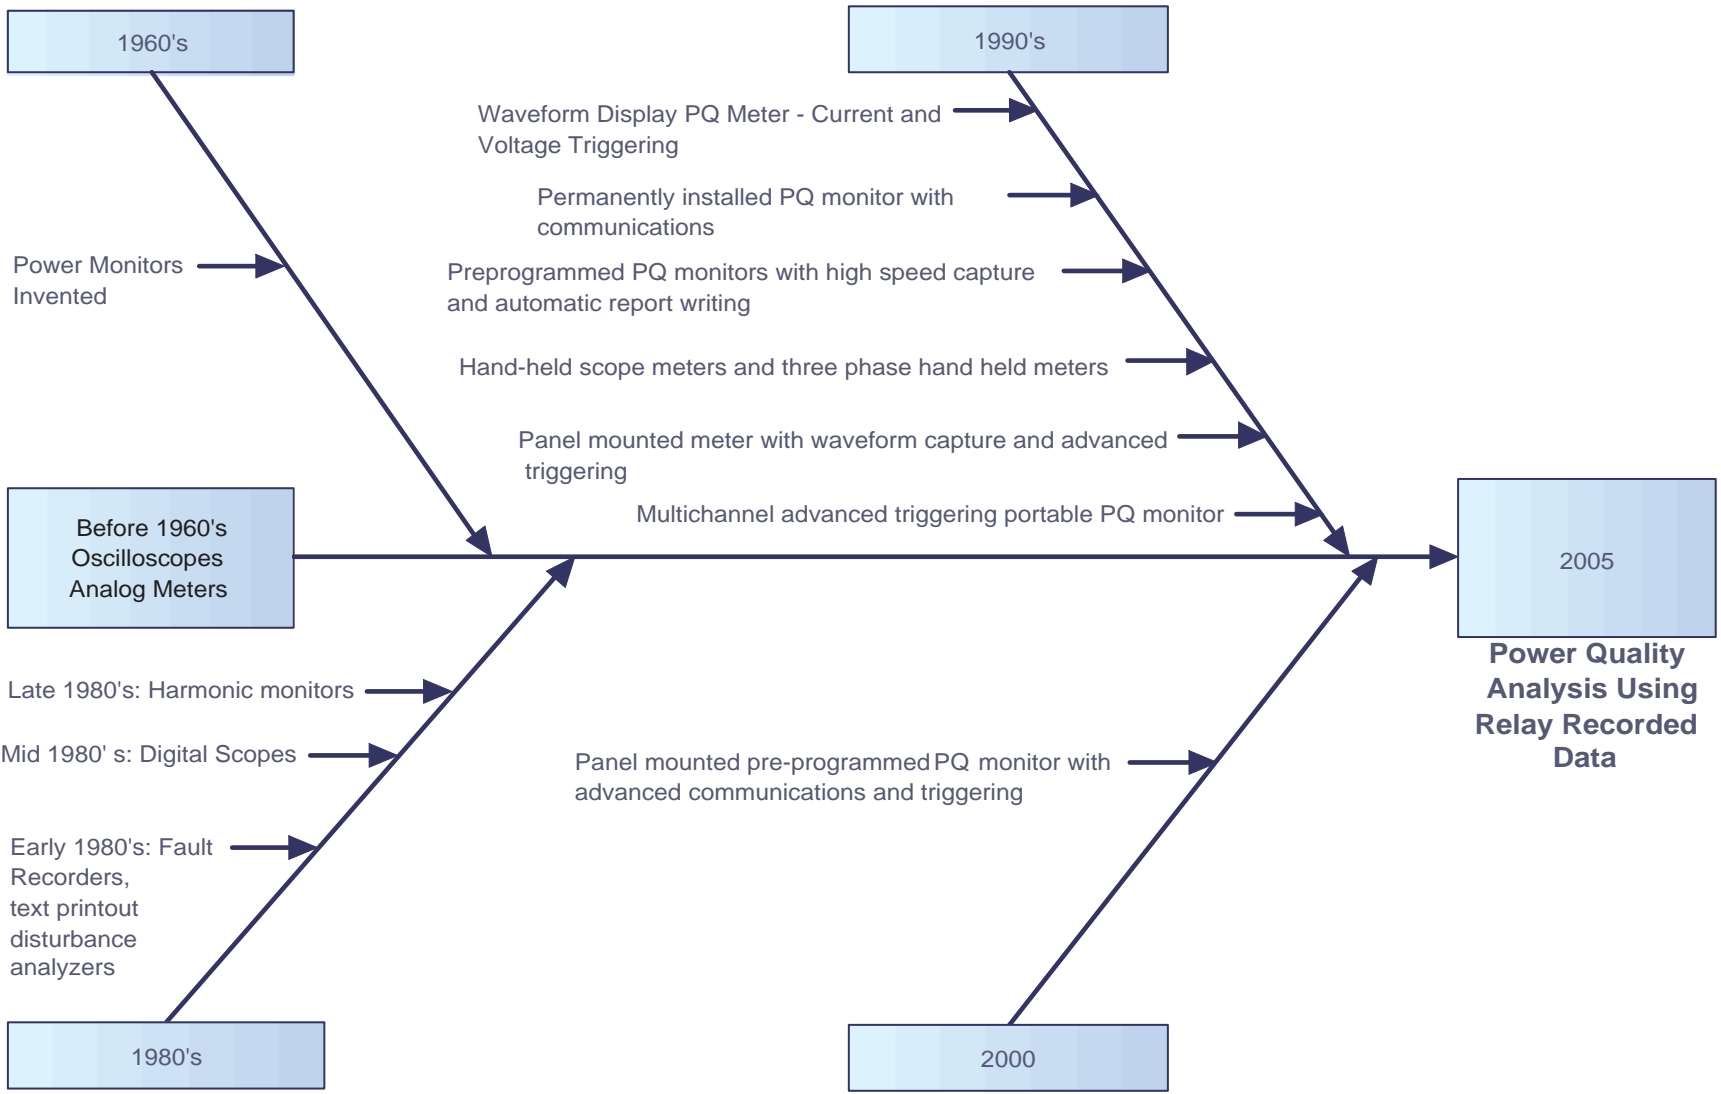 1960's
1990's
Waveform Display PQ Meter - Current and
Voltage Triggering
Permanently installed PQ monitor with
communications
Power Monitors
Invented
Preprogrammed PQ monitors with high speed capture
and automatic report writing
Hand-held scope meters and three phase hand held meters
Panel mounted meter with waveform capture and advanced
triggering
Multichannel advanced triggering portable PQ monitor
Before 1960's
Oscilloscopes
Analog Meters
2005
Power Quality
Analysis Using
Relay Recorded
Data
Late 1980's: Harmonic monitors
Mid 1980' s: Digital Scopes
Early 1980's: Fault
Recorders,
text printout
disturbance
analyzers
Panel mounted pre-programmed PQ monitor with
advanced communications and triggering
1980's
2000